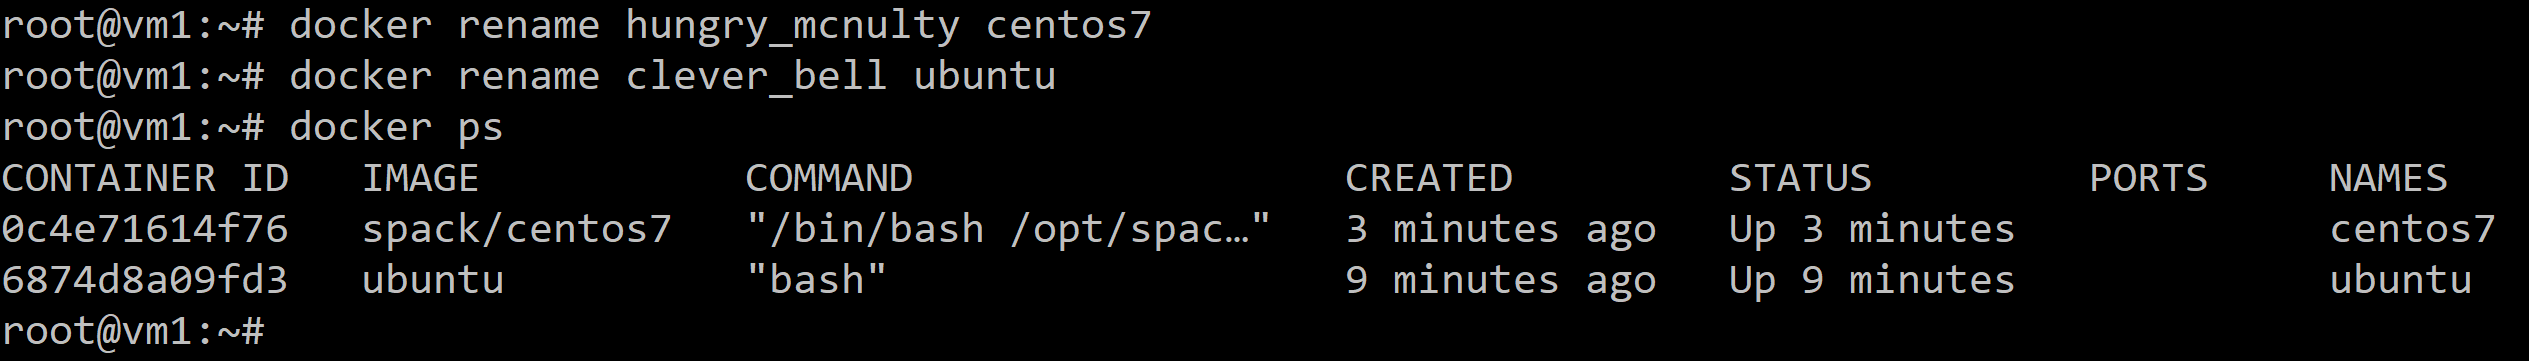 root@vm1:~# docker rename hungry_mcnulty centos7
root@vm1:~# docker rename clever_bell ubuntu
root@vm1:~# docker ps
CONTAINER ID   IMAGE           COMMAND                  CREATED         STATUS         PORTS     NAMES
0c4e71614f76   spack/centos7   "/bin/bash /opt/spac…"   3 minutes ago   Up 3 minutes             centos7
6874d8a09fd3   ubuntu          "bash"                   9 minutes ago   Up 9 minutes             ubuntu
root@vm1:~#